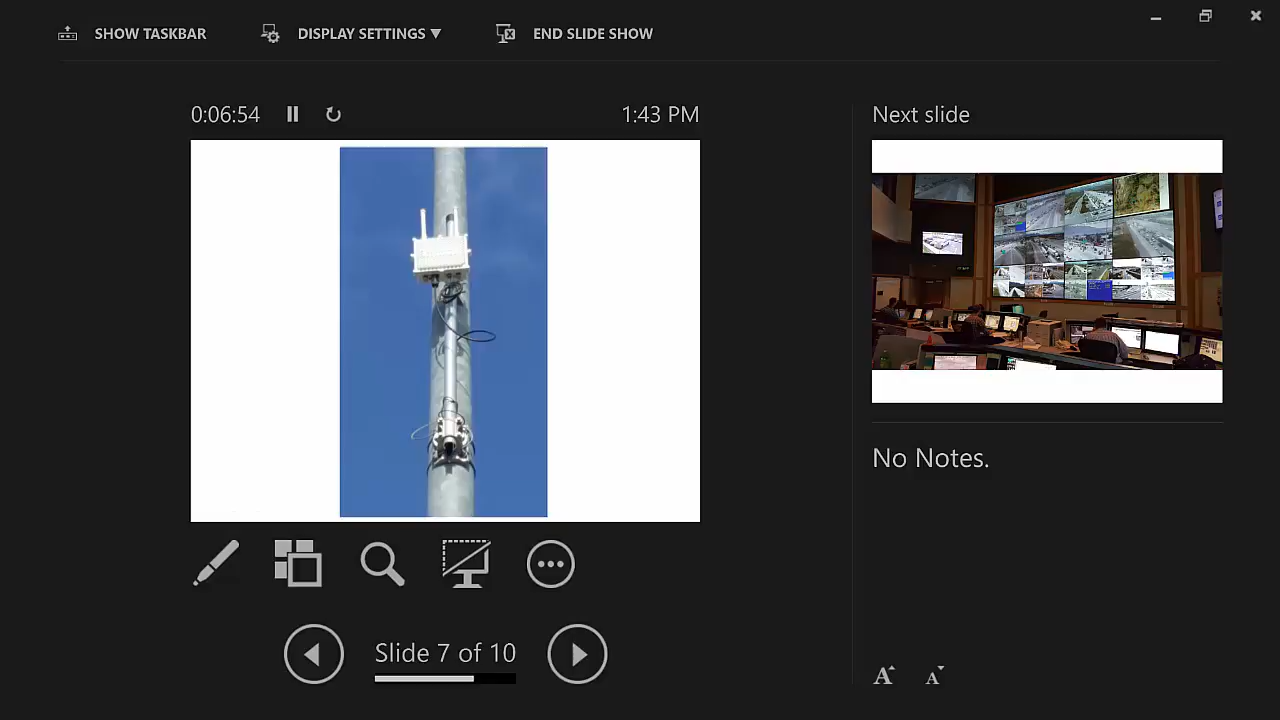 SHOW TASKBAR
DISPLAY SETTINGS ▼
END SLIDE SHOW
0:06:54
1:43 PM
Next slide
No Notes.
Slide 7 of 10
A
A